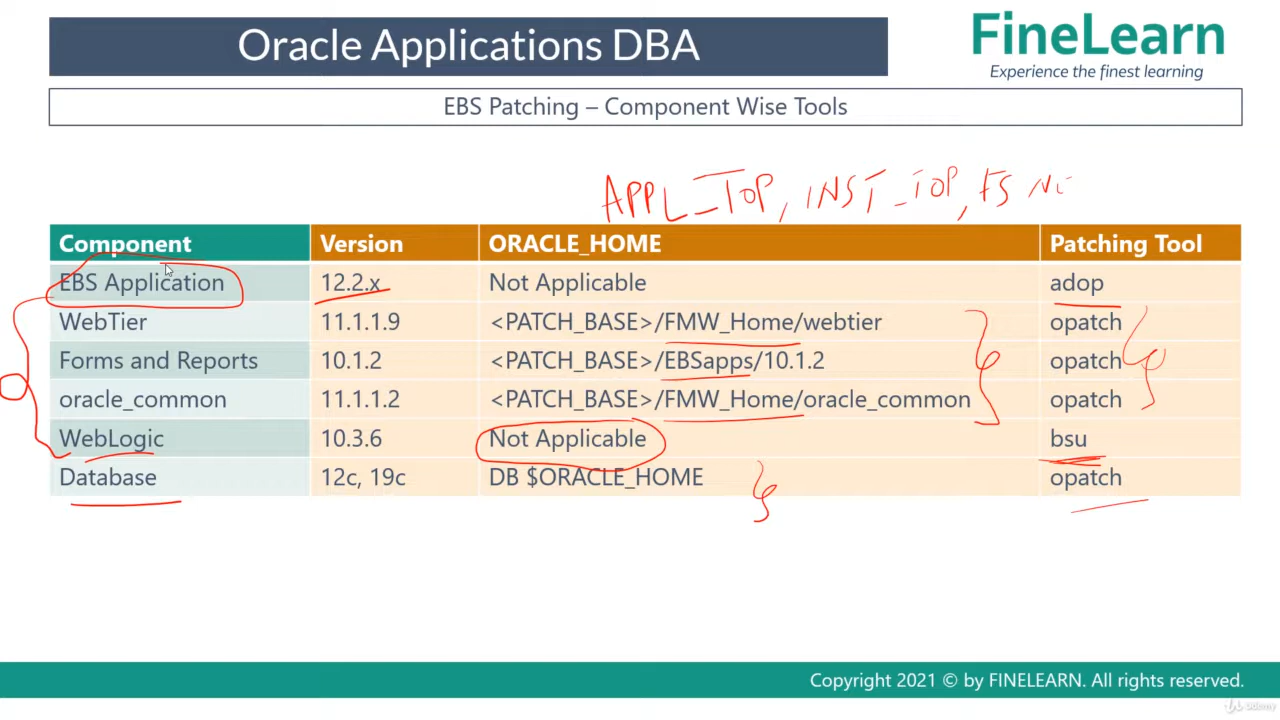 Oracle Applications DBA
FineLearn
Experience the finest learning
EBS Patching – Component Wise Tools
APPL_TOP, INST_TOP, FS NE
Component Version ORACLE_HOME Patching Tool
EBS Application 12.2.x Not Applicable adop
WebTier 11.1.1.9 <PATCH_BASE>/FMW_Home/webtier opatch
Forms and Reports 10.1.2 <PATCH_BASE>/EBSapps/10.1.2 opatch
oracle_common 11.1.1.2 <PATCH_BASE>/FMW_Home/oracle_common opatch
WebLogic 10.3.6 Not Applicable bsu
Database 12c, 19c DB $ORACLE_HOME opatch
Copyright 2021 © by FINELEARN. All rights reserved.
Udemy